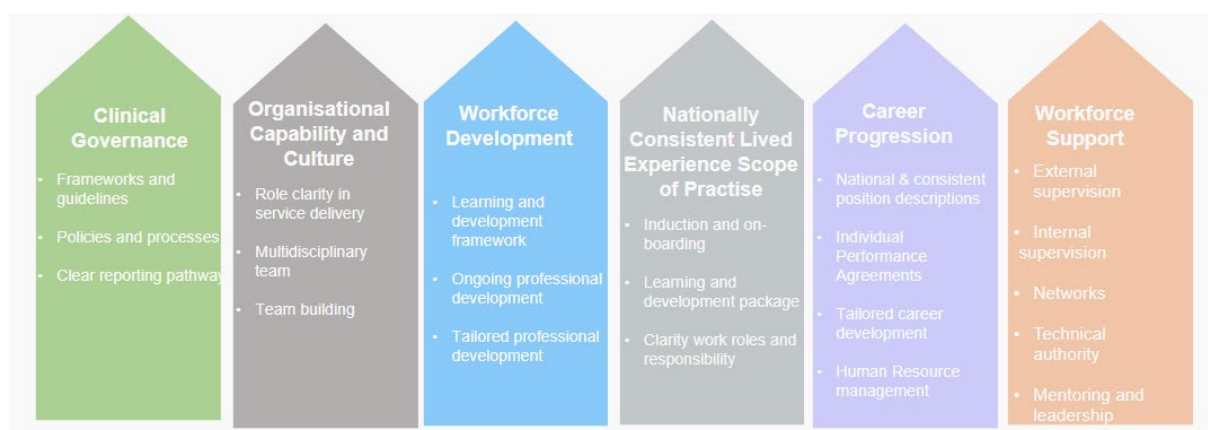 Clinical
Governance
• Frameworks and
guidelines
• Policies and processes
• Clear reporting pathway
Organisational
Capability and
Culture
• Role clarity in
service delivery
• Multidisciplinary
team
• Team building
Workforce
Development
• Learning and
development
framework
• Ongoing professional
development
• Tailored professional
development
Nationally
Consistent Lived
Experience Scope
of Practise
• Induction and on-
boarding
• Learning and
development package
• Clarity work roles and
responsibility
Career
Progression
• National & consistent
position descriptions
• Individual
Performance
Agreements
• Tailored career
development
• Human Resource
management
Workforce
Support
• External
supervision
• Internal
supervision
• Networks
• Technical
authority
• Mentoring and
leadership